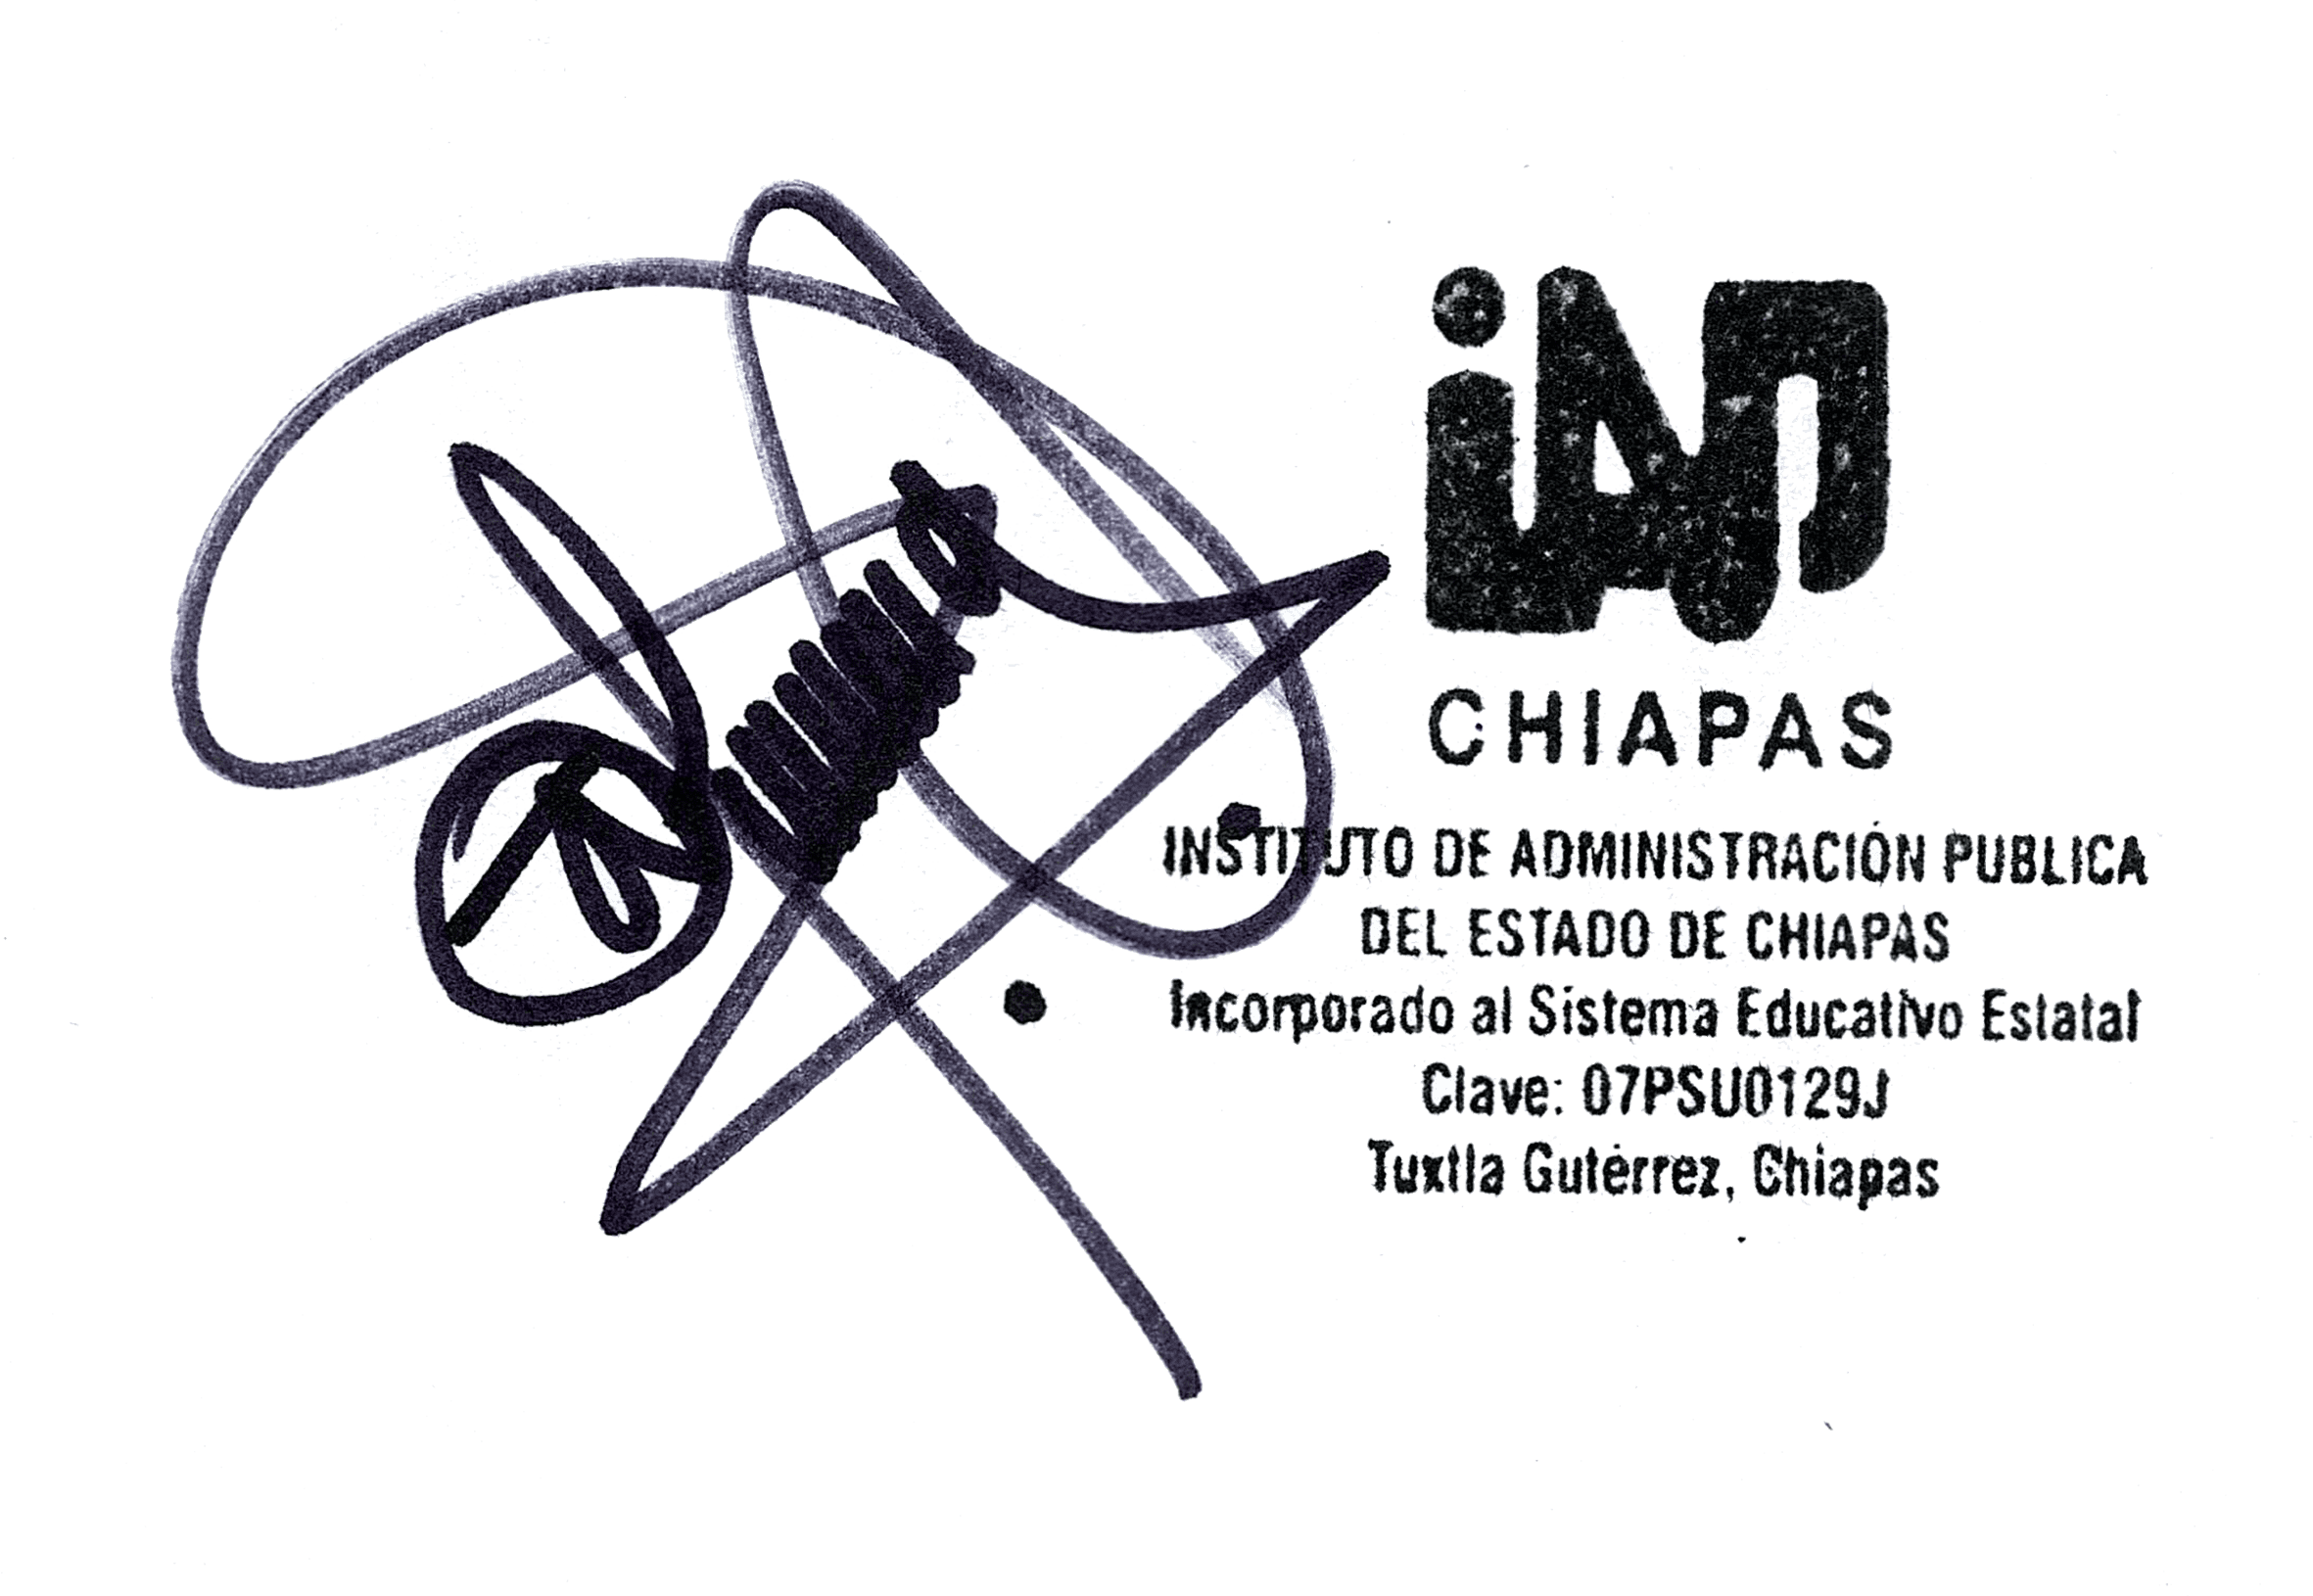 iAP
CHIAPAS
INSTITUTO DE ADMINISTRACIÓN PUBLICA
DEL ESTADO DE CHIAPAS
Incorporado al Sistema Educativo Estatal
Clave: 07PSU0129J
Tuxtla Gutérrez, Chiapas